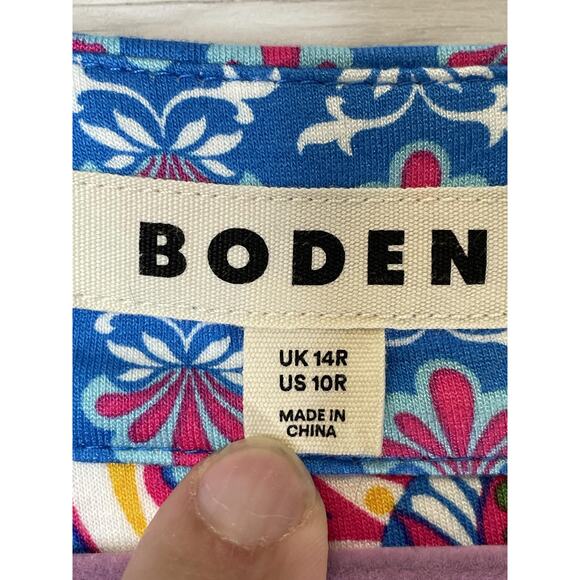 BODEN
UK 14R
US 10R
MADE IN
CHINA